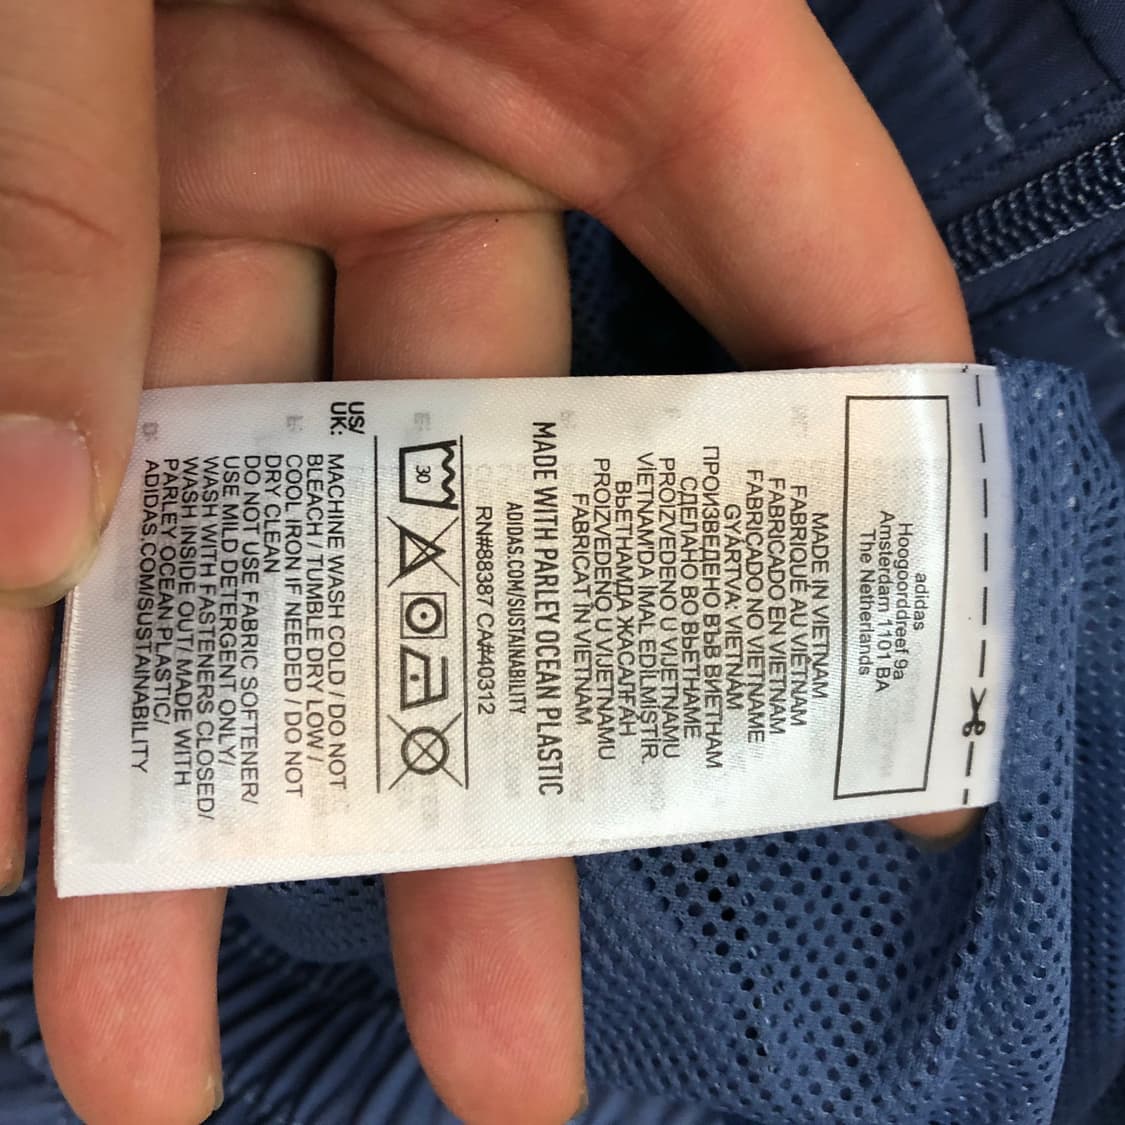 adidas
Hoogoorddreef 9a
Amsterdam 1101 BA
The Netherlands
MADE IN VIETNAM
FABRIQUÉ AU VIÊTNAM
FABRICADO EN VIETNAM
FABRICADO NO VIETNAME
GYÁRTVA: VIETNÁM
ПРОИЗВЕДЕНО ВЪВ ВИЕТНАМ
СДЕЛАНО ВО ВЬЕТНАМЕ
PROIZVEDENO U VIJETNAMU
VİETNAM'DA İMAL EDİLMİŞTİR.
ВЬЕТНАМДА ЖАСАЛҒАН
PROIZVEDENO U VIJETNAMU
FABRICAT ÎN VIETNAM
MADE WITH PARLEY OCEAN PLASTIC
ADIDAS.COM/SUSTAINABILITY
RN#88387 CA#40312
30
US/
UK: MACHINE WASH COLD / DO NOT
BLEACH / TUMBLE DRY LOW /
COOL IRON IF NEEDED / DO NOT
DRY CLEAN
DO NOT USE FABRIC SOFTENER/
USE MILD DETERGENT ONLY/
WASH WITH FASTENERS CLOSED/
WASH INSIDE OUT/ MADE WITH
PARLEY OCEAN PLASTIC/
ADIDAS.COM/SUSTAINABILITY